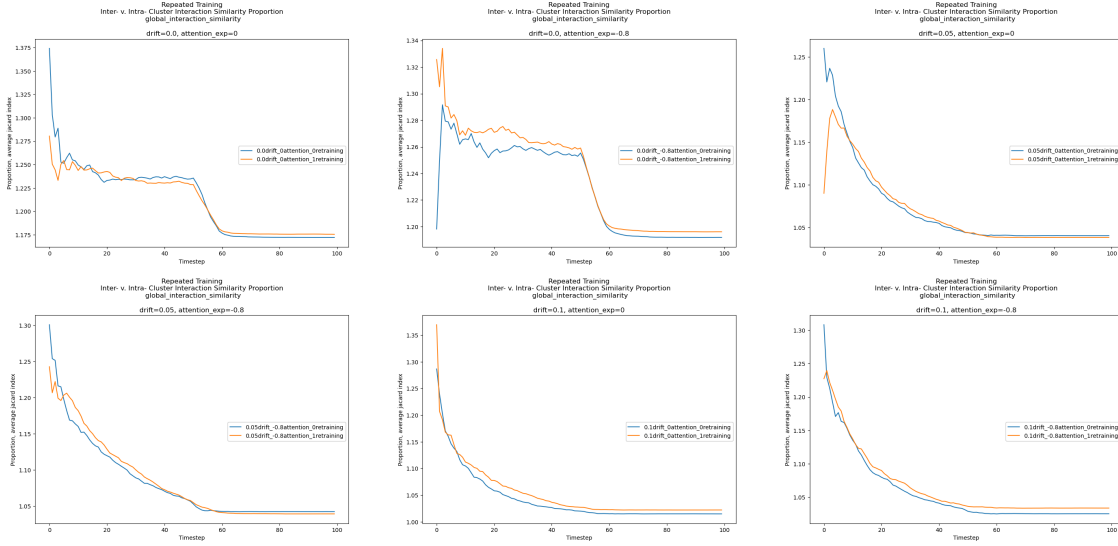 Repeated Training
Inter- v. Intra- Cluster Interaction Similarity Proportion
global_interaction_similarity
drift=0.0, attention_exp=0
1.375
1.350
1.325
1.300
1.275
1.250
1.225
1.200
1.175
Proportion, average jacard index
0.0drift_0attention_0retraining
0.0drift_0attention_1retraining
0
20
40
60
80
100
Timestep
Repeated Training
Inter- v. Intra- Cluster Interaction Similarity Proportion
global_interaction_similarity
drift=0.0, attention_exp=-0.8
1.34
1.32
1.30
1.28
1.26
1.24
1.22
1.20
Proportion, average jacard index
0.0drift_-0.8attention_0retraining
0.0drift_-0.8attention_1retraining
0
20
40
60
80
100
Timestep
Repeated Training
Inter- v. Intra- Cluster Interaction Similarity Proportion
global_interaction_similarity
drift=0.05, attention_exp=0
1.25
1.20
1.15
1.10
1.05
Proportion, average jacard index
0.05drift_0attention_0retraining
0.05drift_0attention_1retraining
0
20
40
60
80
100
Timestep
Repeated Training
Inter- v. Intra- Cluster Interaction Similarity Proportion
global_interaction_similarity
drift=0.05, attention_exp=-0.8
1.30
1.25
1.20
1.15
1.10
1.05
Proportion, average jacard index
0.05drift_-0.8attention_0retraining
0.05drift_-0.8attention_1retraining
0
20
40
60
80
100
Timestep
Repeated Training
Inter- v. Intra- Cluster Interaction Similarity Proportion
global_interaction_similarity
drift=0.1, attention_exp=0
1.35
1.30
1.25
1.20
1.15
1.10
1.05
1.00
Proportion, average jacard index
0.1drift_0attention_0retraining
0.1drift_0attention_1retraining
0
20
40
60
80
100
Timestep
Repeated Training
Inter- v. Intra- Cluster Interaction Similarity Proportion
global_interaction_similarity
drift=0.1, attention_exp=-0.8
1.30
1.25
1.20
1.15
1.10
1.05
Proportion, average jacard index
0.1drift_-0.8attention_0retraining
0.1drift_-0.8attention_1retraining
0
20
40
60
80
100
Timestep